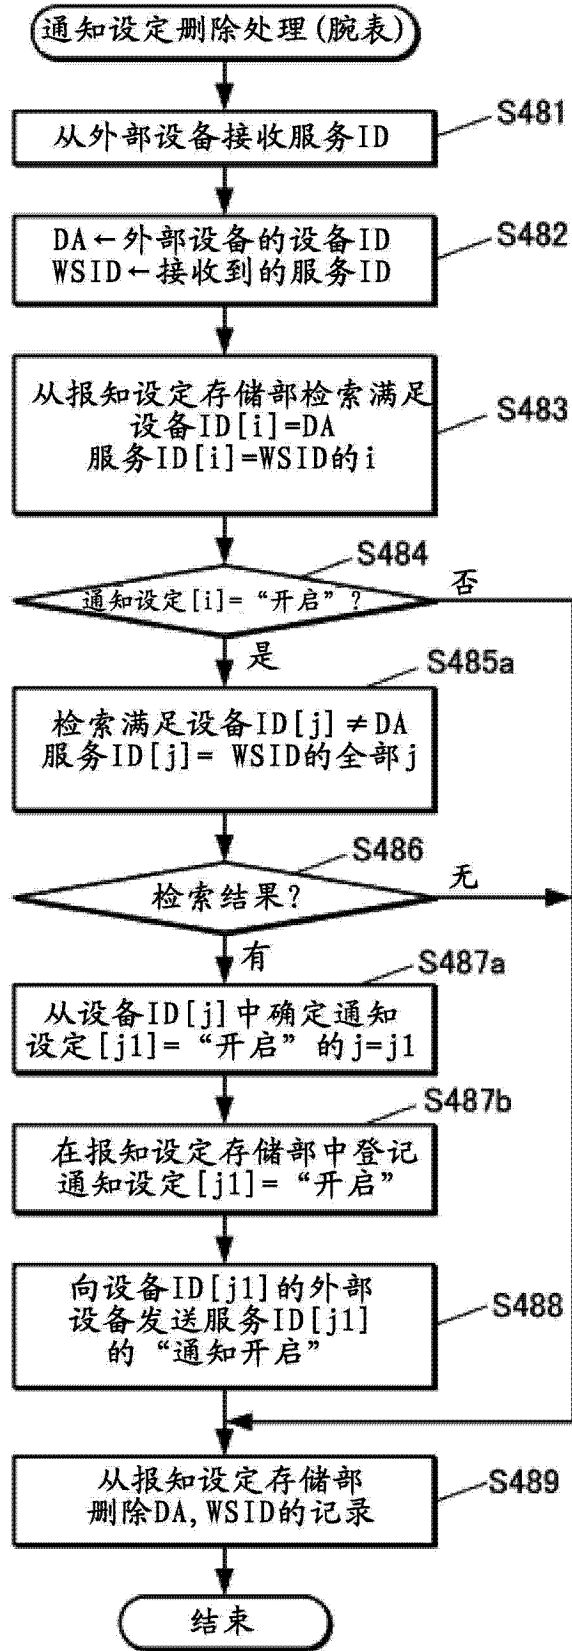 通知设定删除处理(腕表)
S481
从外部设备接收服务ID
S482
DA←外部设备的设备ID
WSID←接收到的服务ID
S483
从报知设定存储部检索满足
设备ID[i]=DA
服务ID[i]=WSID的i
S484
通知设定[i]=“开启”?
否
是
S485a
检索满足设备ID[j]≠DA
服务ID[j]= WSID的全部j
S486
检索结果?
无
有
S487a
从设备ID[j]中确定通知
设定[j1]=“开启”的j=j1
S487b
在报知设定存储部中登记
通知设定[j1]=“开启”
S488
向设备ID[j1]的外部
设备发送服务ID[j1]
的“通知开启”
S489
从报知设定存储部
删除DA,WSID的记录
结束